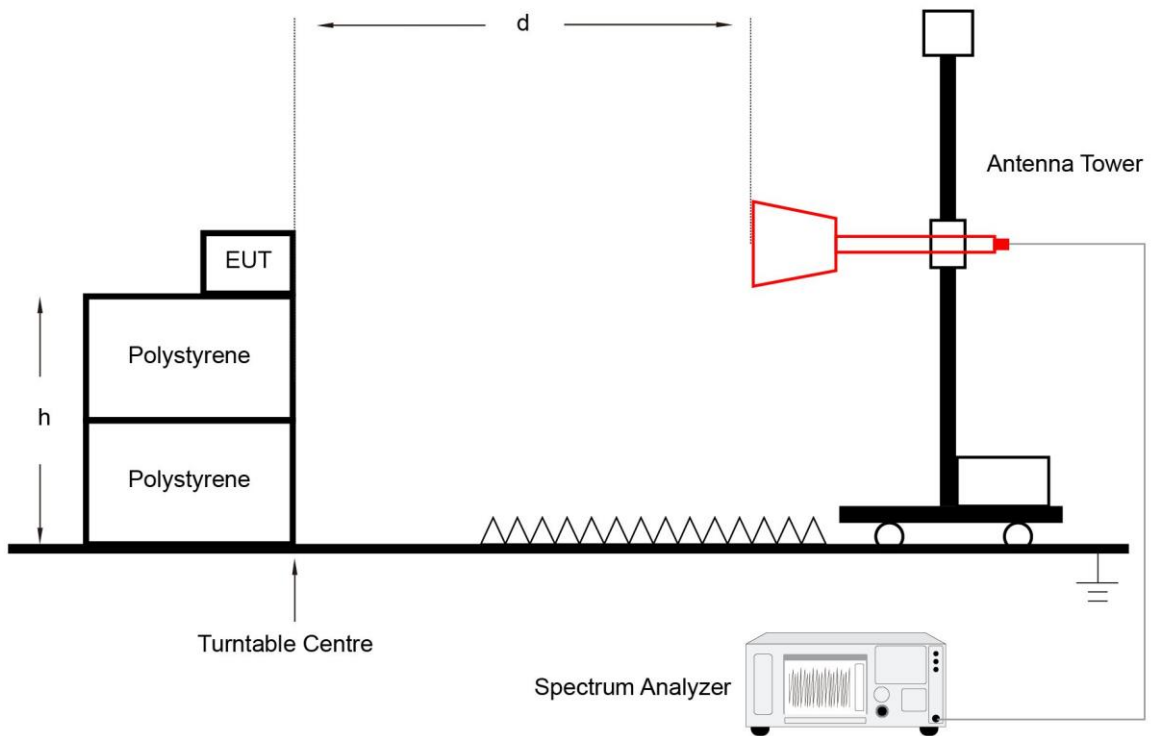 d
Antenna Tower
EUT
Polystyrene
h
Polystyrene
Turntable Centre
Spectrum Analyzer